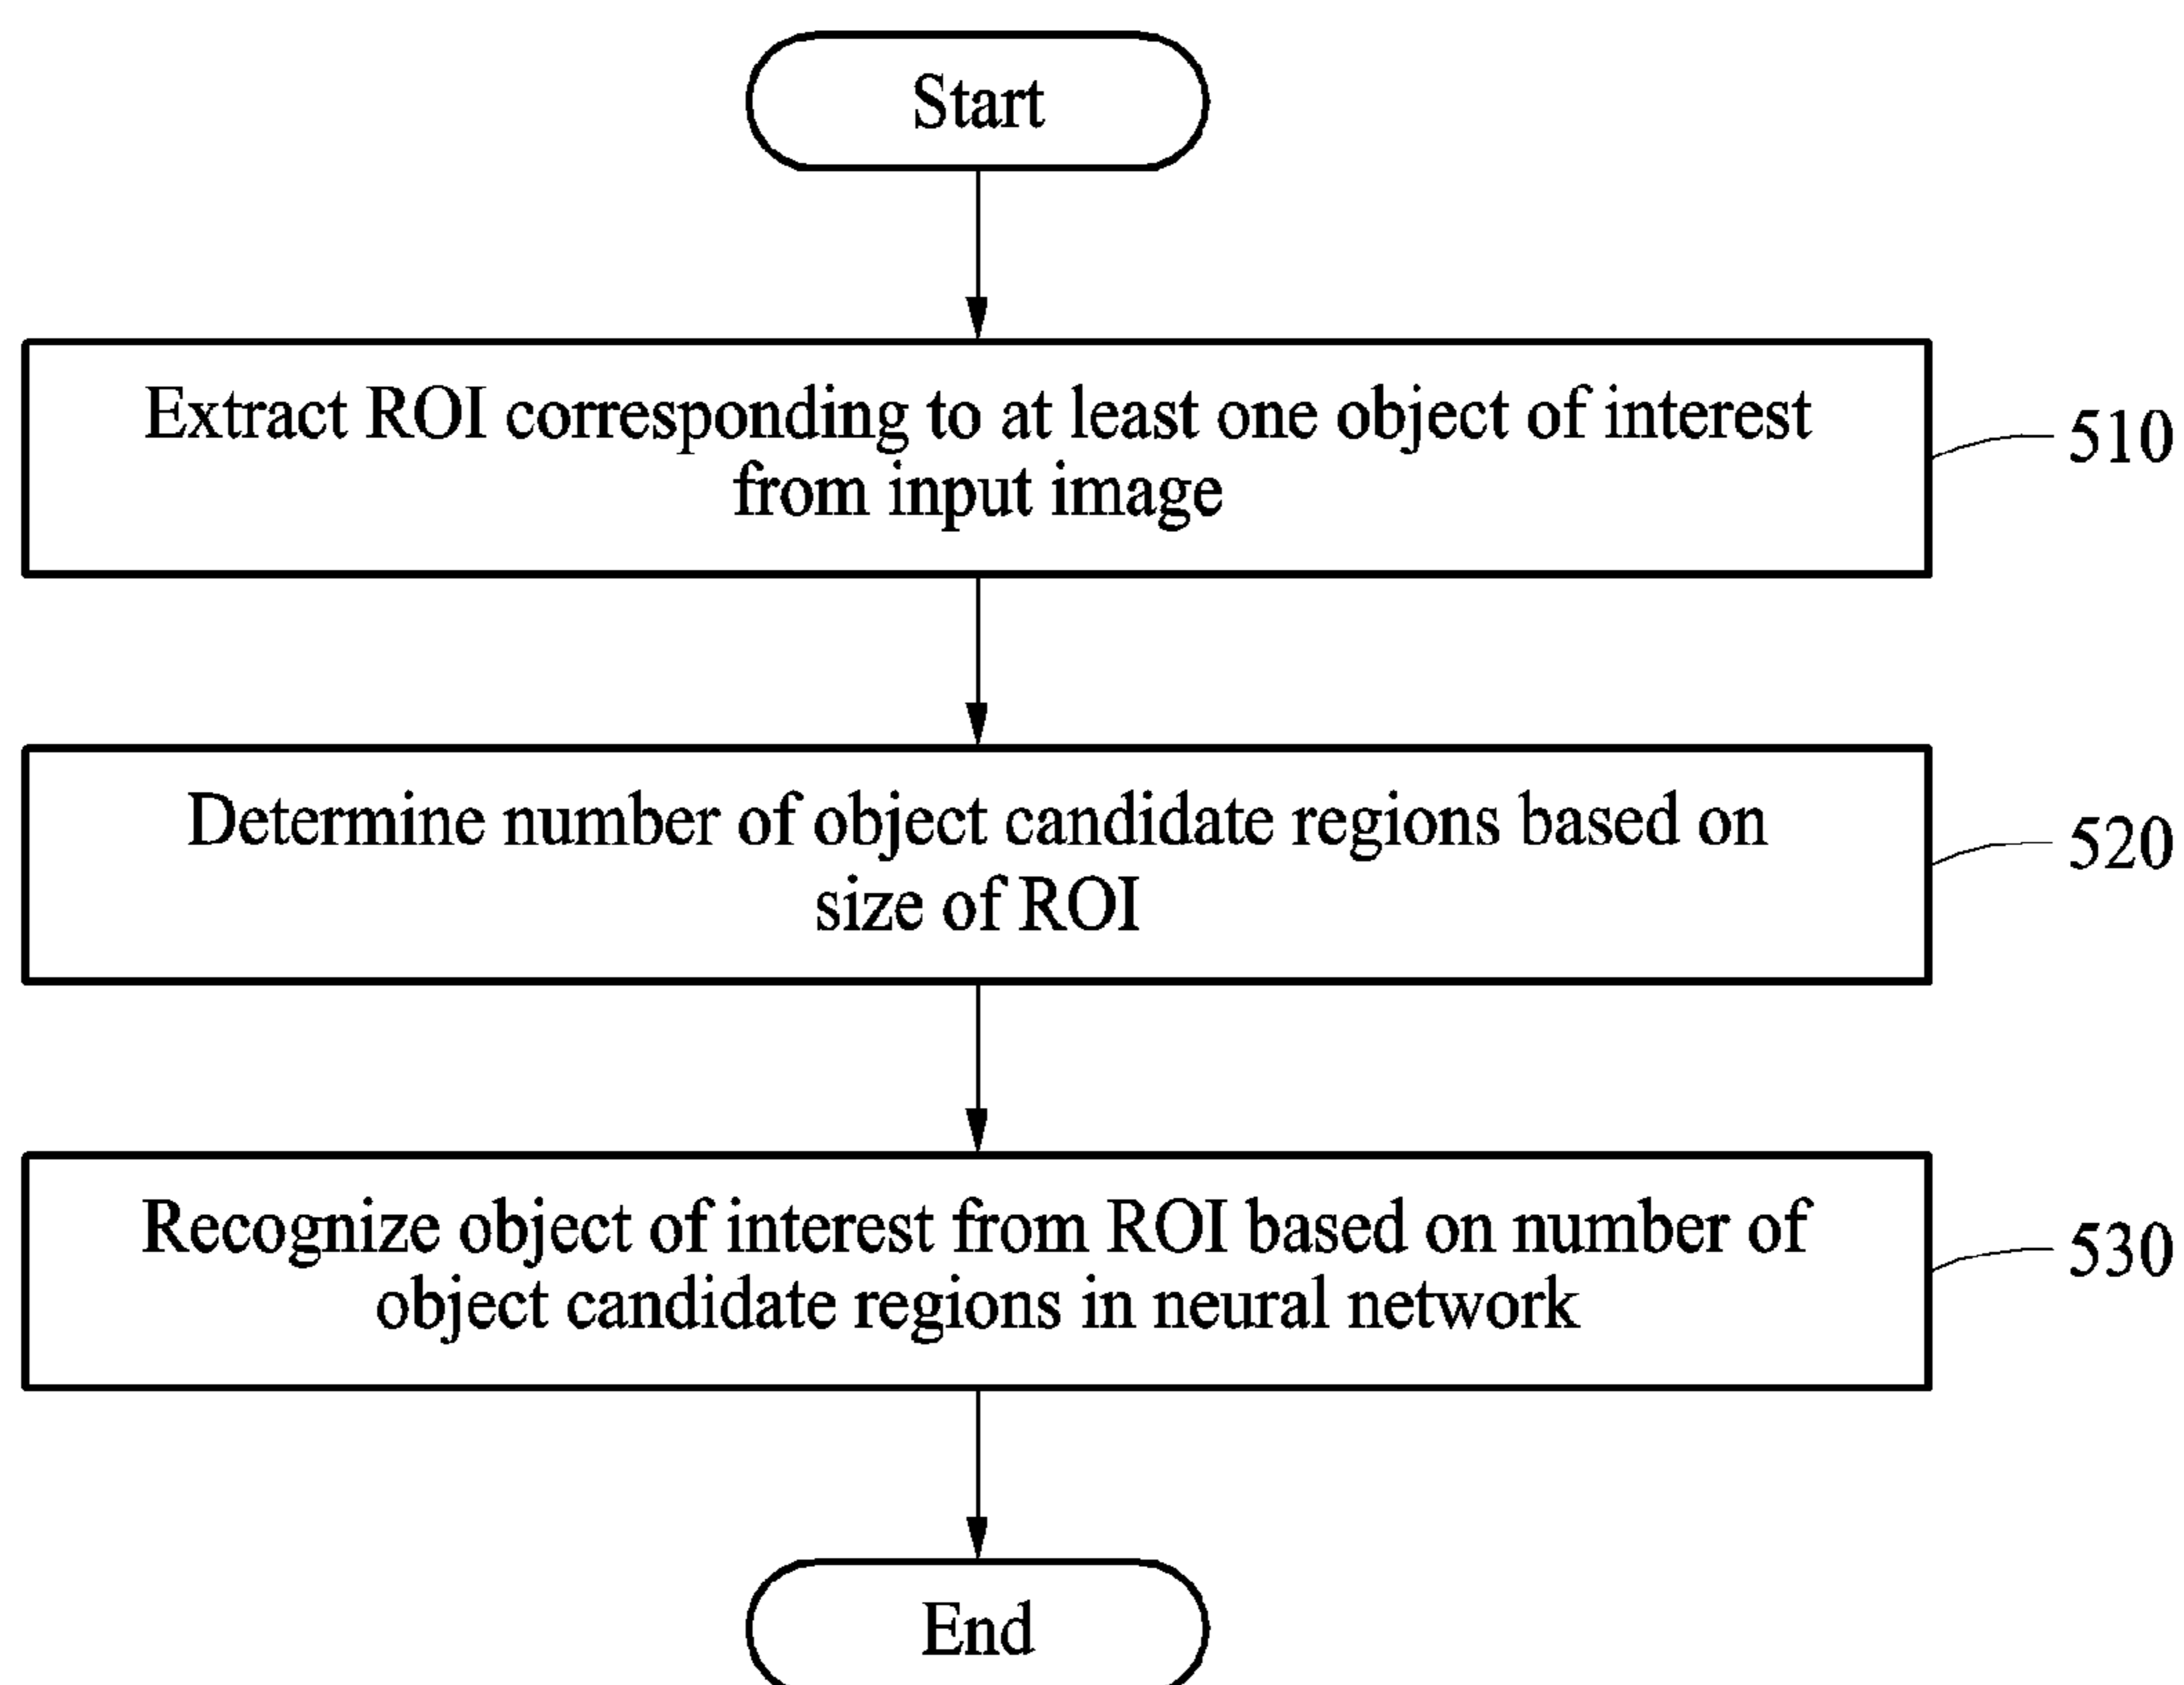 Start
Extract ROI corresponding to at least one object of interest
from input image
510
Determine number of object candidate regions based on
size of ROI
520
Recognize object of interest from ROI based on number of
object candidate regions in neural network
530
End